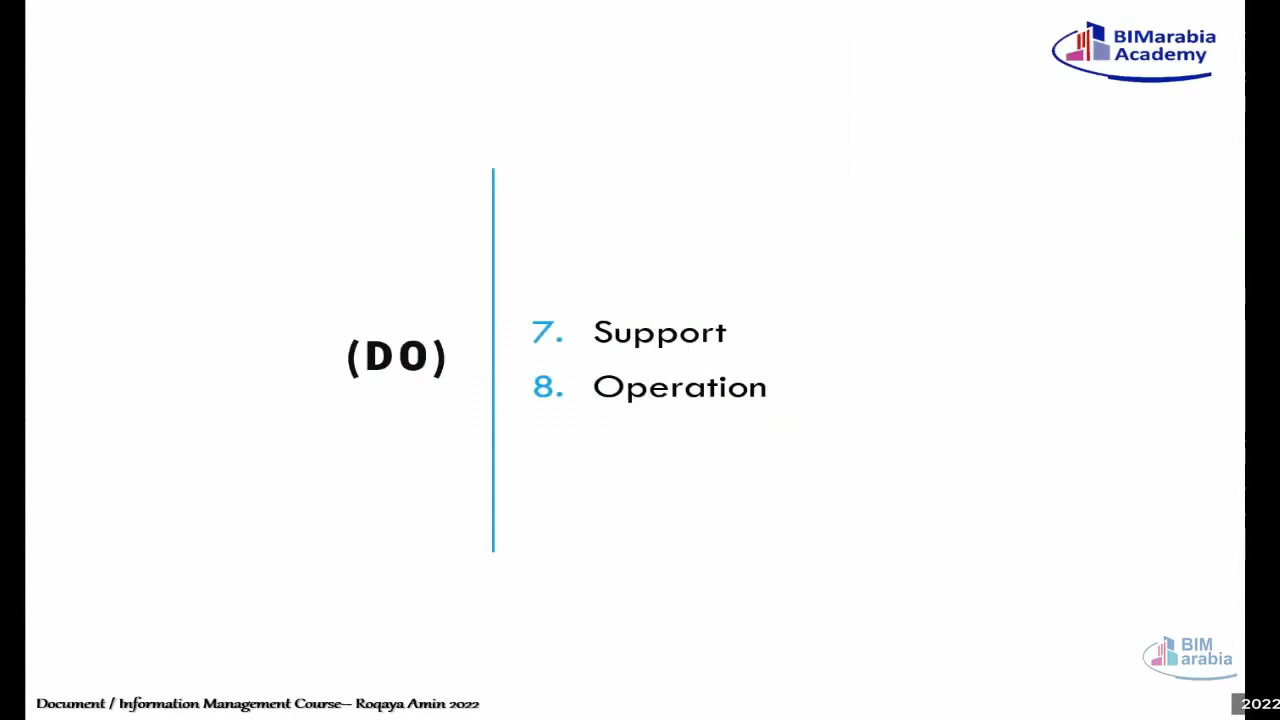 BIMarabia
Academy
(DO)
7. Support
8. Operation
BIM
arabia
Document / Information Management Course– Roqaya Amin 2022
2022